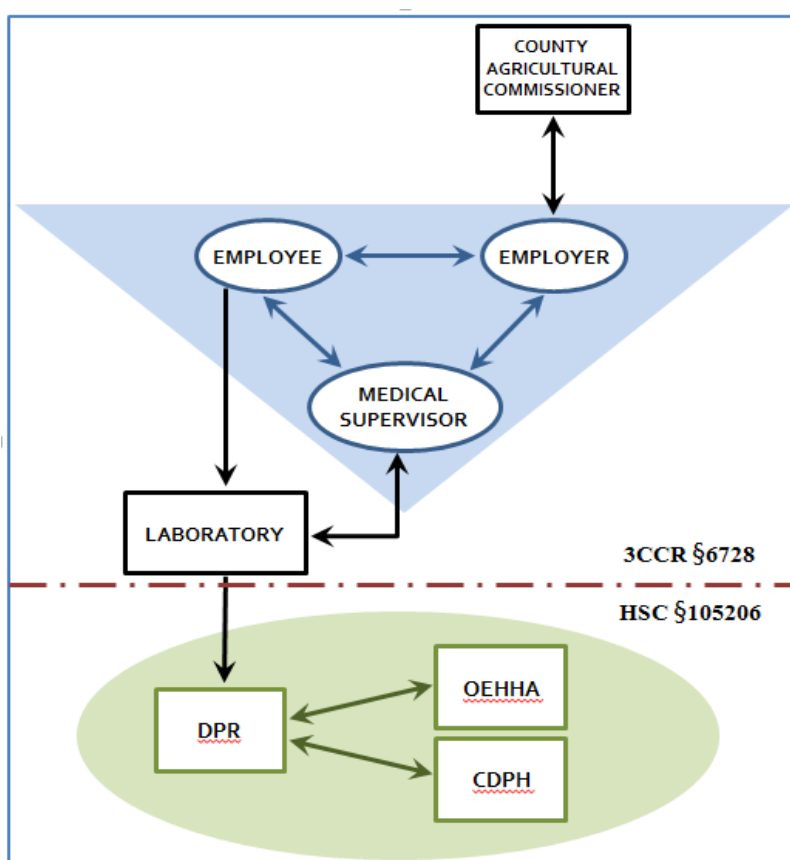 COUNTY
AGRICULTURAL
COMMISSIONER
EMPLOYEE
EMPLOYER
MEDICAL
SUPERVISOR
LABORATORY
3CCR §6728
HSC §105206
OEHHA
DPR
CDPH